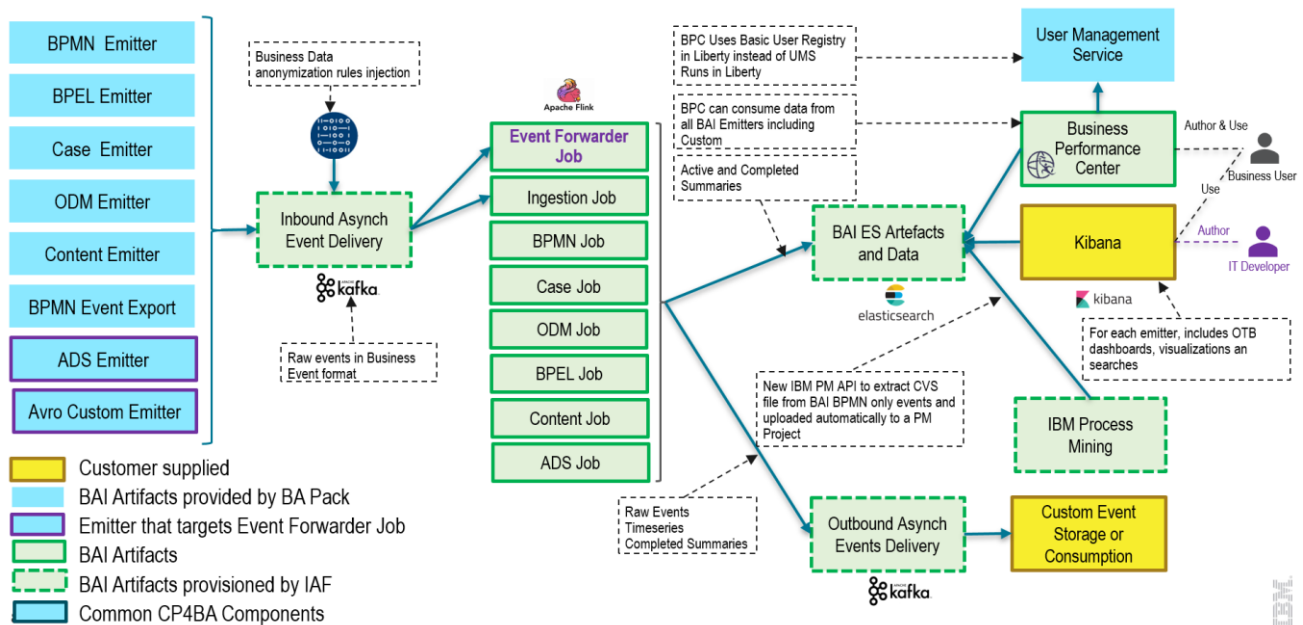 BPMN Emitter
BPEL Emitter
Case Emitter
ODM Emitter
Content Emitter
BPMN Event Export
ADS Emitter
Avro Custom Emitter
Business Data
anonymization rules injection
Inbound Asynch
Event Delivery
APACHE
kafka.
Raw events in Business
Event format
Apache Flink
Event Forwarder
Job
Ingestion Job
BPMN Job
Case Job
ODM Job
BPEL Job
Content Job
ADS Job
BPC Uses Basic User Registry
in Liberty instead of UMS
Runs in Liberty
BPC can consume data from
all BAI Emitters including
Custom
Active and Completed
Summaries
BAI ES Artefacts
and Data
elasticsearch
New IBM PM API to extract CVS
file from BAI BPMN only events and
uploaded automatically to a PM
Project
Raw Events
Timeseries
Completed Summaries
Outbound Asynch
Events Delivery
APACHE
kafka.
User Management
Service
Business
Performance
Center
Author & Use
Business User
Use
Kibana
Author
IT Developer
kibana
For each emitter, includes OTB
dashboards, visualizations an
searches
IBM Process
Mining
Custom Event
Storage or
Consumption
Customer supplied
BAI Artifacts provided by BA Pack
Emitter that targets Event Forwarder Job
BAI Artifacts
BAI Artifacts provisioned by IAF
Common CP4BA Components
IBM